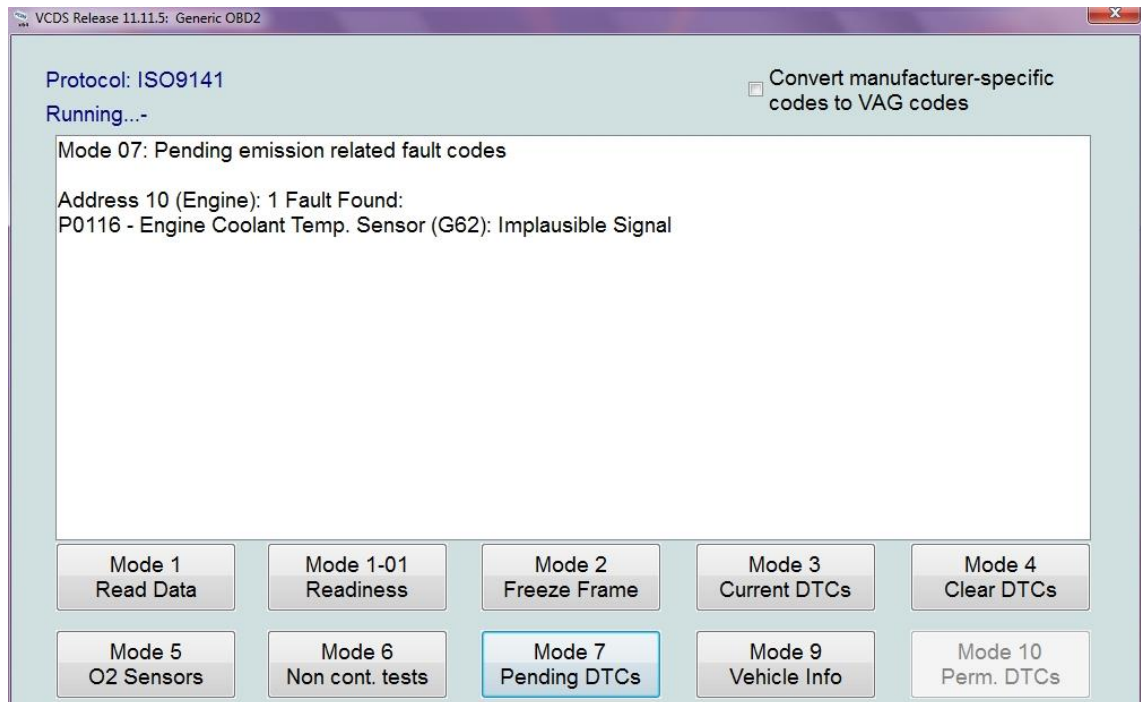 VCDS Release 11.11.5: Generic OBD2
Protocol: ISO9141
Convert manufacturer-specific
codes to VAG codes
Running...-
Mode 07: Pending emission related fault codes
Address 10 (Engine): 1 Fault Found:
P0116 - Engine Coolant Temp. Sensor (G62): Implausible Signal
Mode 1
Read Data
Mode 1-01
Readiness
Mode 2
Freeze Frame
Mode 3
Current DTCs
Mode 4
Clear DTCs
Mode 5
O2 Sensors
Mode 6
Non cont. tests
Mode 7
Pending DTCs
Mode 9
Vehicle Info
Mode 10
Perm. DTCs